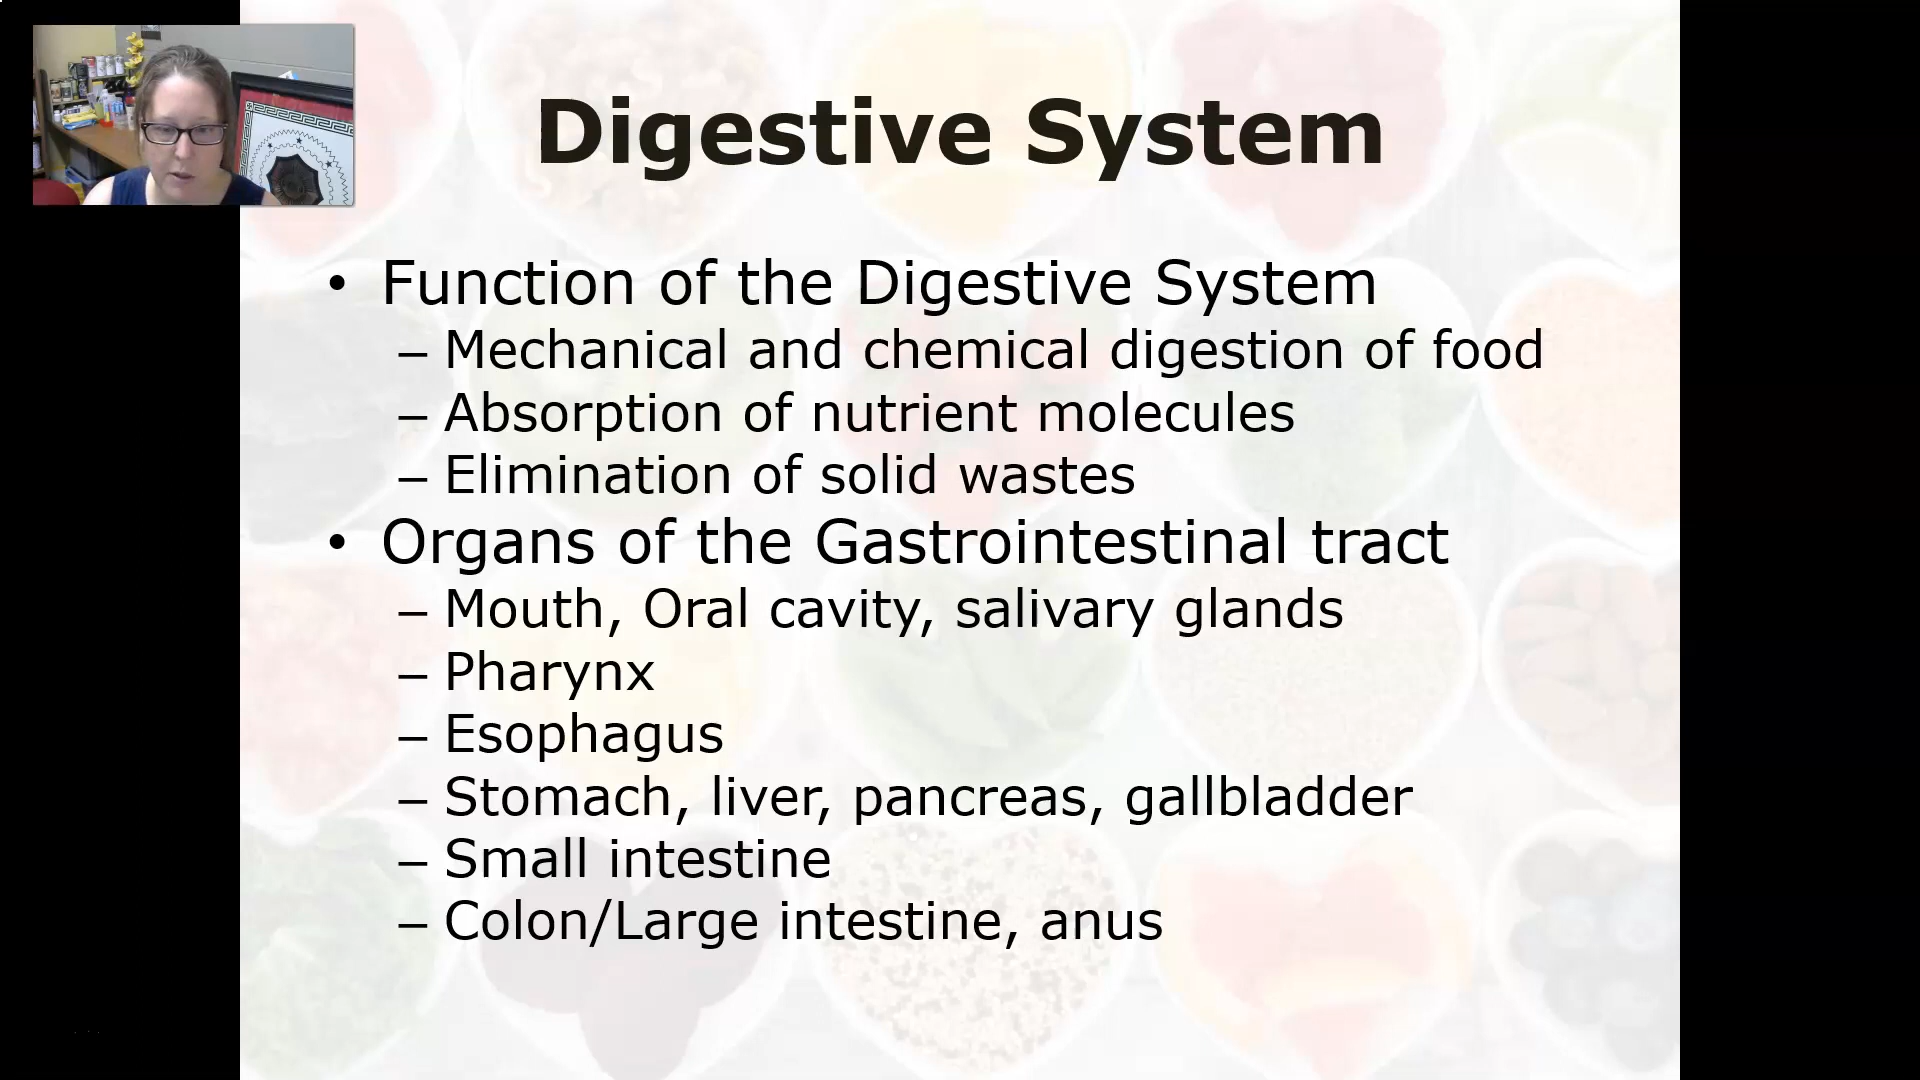 Digestive System
• Function of the Digestive System
– Mechanical and chemical digestion of food
– Absorption of nutrient molecules
– Elimination of solid wastes
• Organs of the Gastrointestinal tract
– Mouth, Oral cavity, salivary glands
– Pharynx
– Esophagus
– Stomach, liver, pancreas, gallbladder
– Small intestine
– Colon/Large intestine, anus